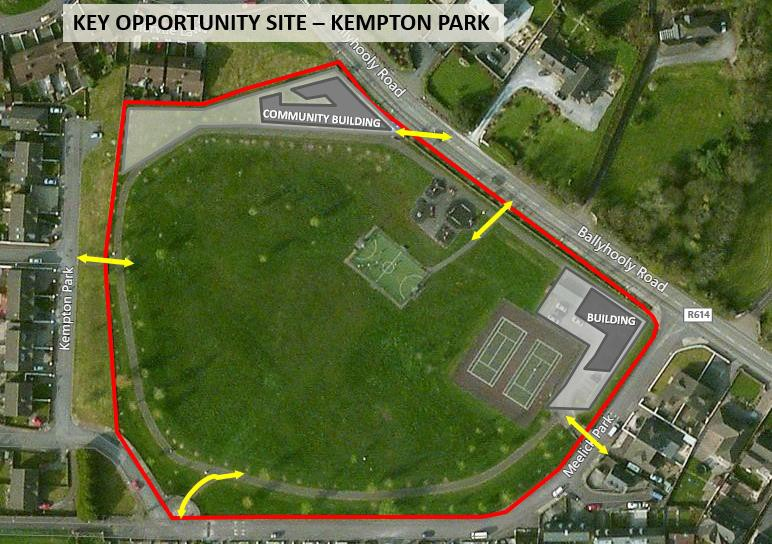 KEY OPPORTUNITY SITE – KEMPTON PARK
Ballyhooly Road
COMMUNITY BUILDING
Ballyhooly Road
Kempton Park
R614
BUILDING
Meelick Park